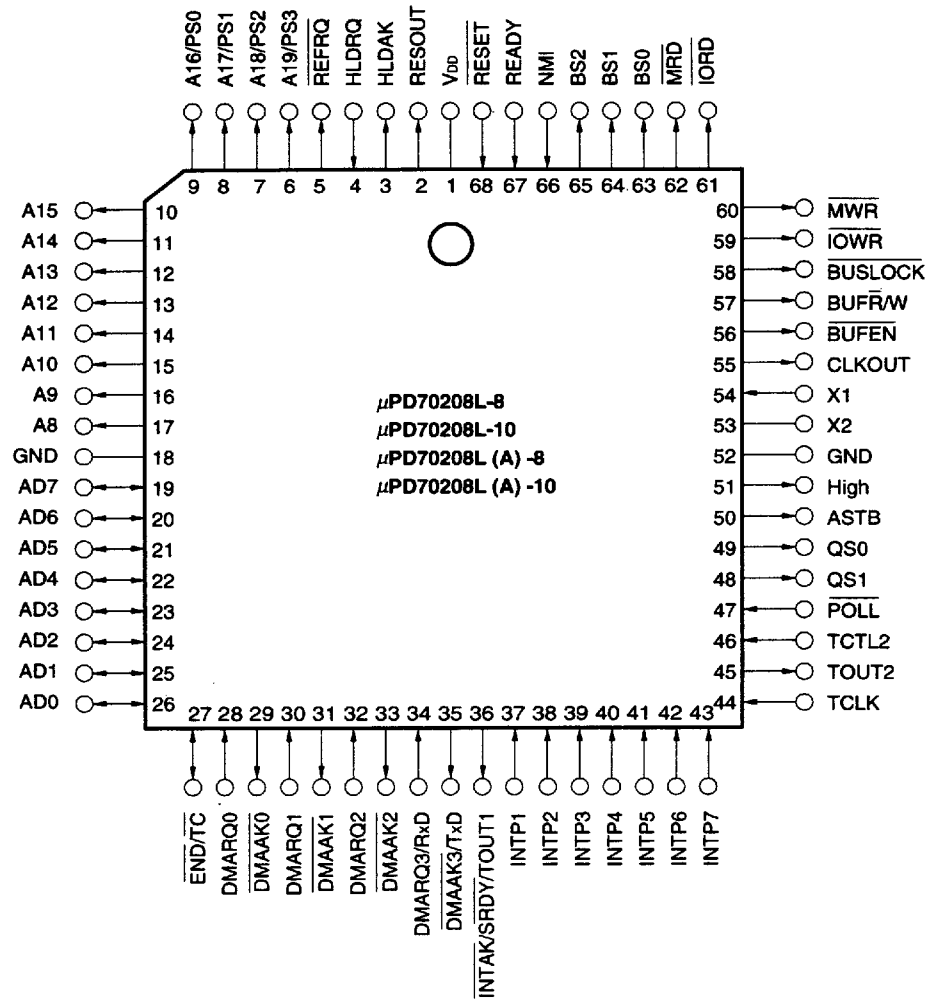 A16/PS0
A17/PS1
A18/PS2
A19/PS3
REFRQ
HLDRQ
HLDAK
RESOUT
VDD
RESET
READY
NMI
BS2
BS1
BS0
MRD
IORD
9 8 7 6 5 4 3 2 1 68 67 66 65 64 63 62 61
A15 10
A14 11
A13 12
A12 13
A11 14
A10 15
A9 16
A8 17
GND 18
AD7 19
AD6 20
AD5 21
AD4 22
AD3 23
AD2 24
AD1 25
AD0 26
µPD70208L-8
µPD70208L-10
µPD70208L (A) -8
µPD70208L (A) -10
60 MWR
59 IOWR
58 BUSLOCK
57 BUFR/W
56 BUFEN
55 CLKOUT
54 X1
53 X2
52 GND
51 High
50 ASTB
49 QS0
48 QS1
47 POLL
46 TCTL2
45 TOUT2
44 TCLK
27 28 29 30 31 32 33 34 35 36 37 38 39 40 41 42 43
END/TC
DMARQ0
DMAAK0
DMARQ1
DMAAK1
DMARQ2
DMAAK2
DMARQ3/RxD
DMAAK3/TxD
INTAK/SRDY/TOUT1
INTP1
INTP2
INTP3
INTP4
INTP5
INTP6
INTP7